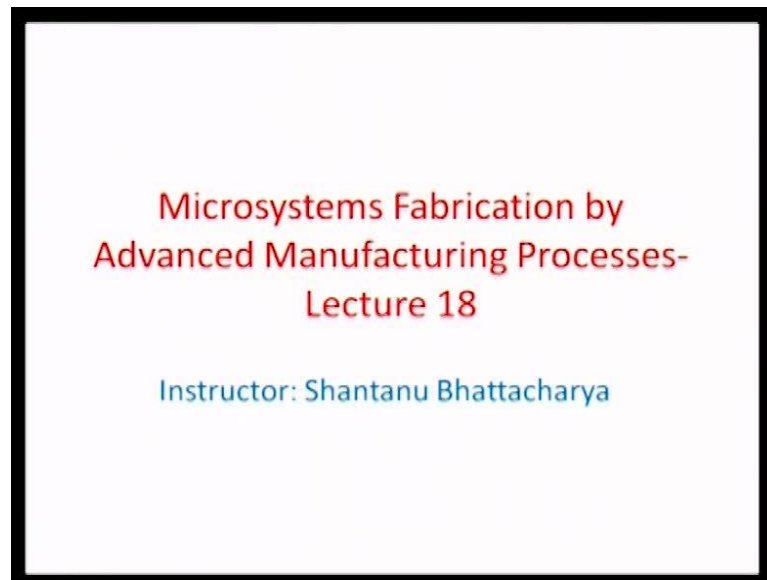 Microsystems Fabrication by
Advanced Manufacturing Processes-
Lecture 18
Instructor: Shantanu Bhattacharya